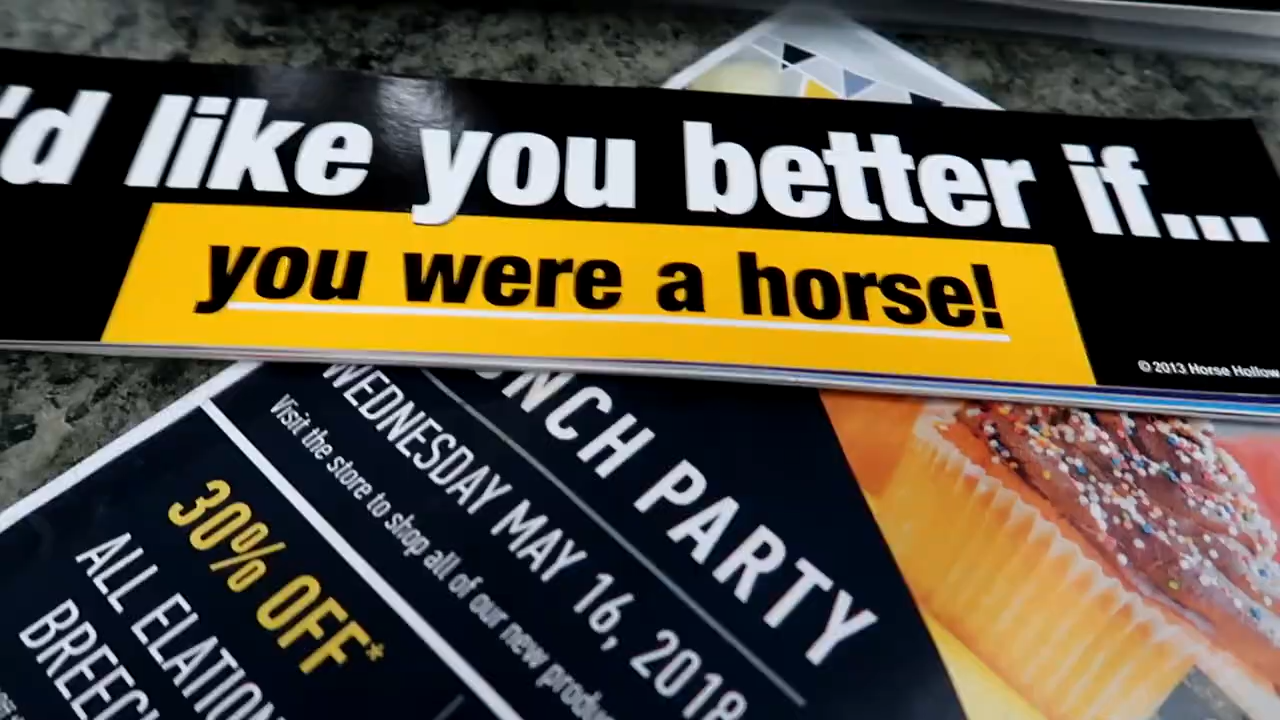 'd like you better if...
you were a horse!
© 2013 Horse Hollow
NCH PARTY
WEDNESDAY MAY 16, 2018
Visit the store to shop all of our new produ
30% OFF*
ALL ELATION
BREECH